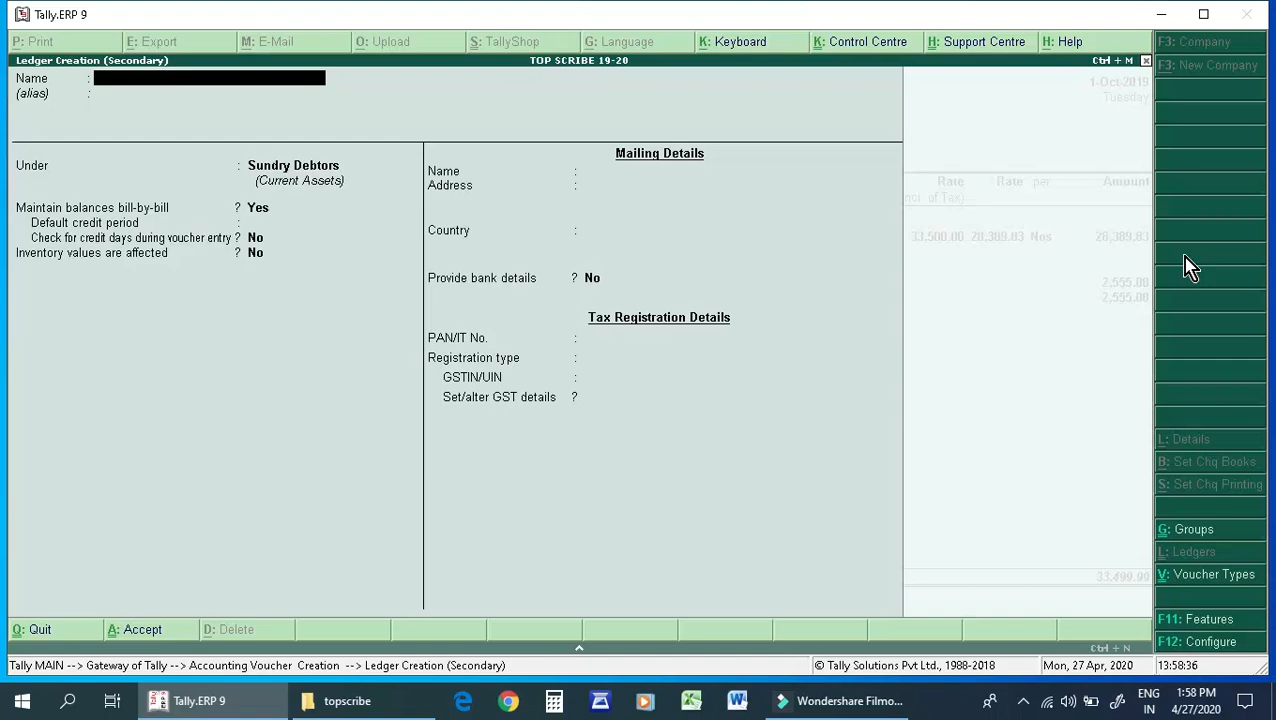 Tally.ERP 9
P: Print E: Export M: E-Mail O: Upload S: TallyShop G: Language K: Keyboard K: Control Centre H: Support Centre H: Help F3: Company
Ledger Creation (Secondary) TOP SCRIBE 19-20 Ctrl + M x F3: New Company
Name :
(alias) :
1-Oct-2019
Tuesday
Under : Sundry Debtors
(Current Assets)
Maintain balances bill-by-bill ? Yes
Default credit period :
Check for credit days during voucher entry ? No
Inventory values are affected ? No
Mailing Details
Name :
Address :
Country :
Provide bank details ? No
Tax Registration Details
PAN/IT No. :
Registration type :
GSTIN/UIN :
Set/alter GST details ?
Rate Rate per Amount
of Tax)
33,500.00 28,389.83 Nos 28,389.83
2,555.08
2,555.08
33,499.90
L: Details
B: Set Chq Books
S: Set Chq Printing
G: Groups
L: Ledgers
V: Voucher Types
F11: Features
F12: Configure
Q: Quit A: Accept D: Delete
Ctrl + N
Tally MAIN --> Gateway of Tally --> Accounting Voucher Creation --> Ledger Creation (Secondary) © Tally Solutions Pvt Ltd., 1988-2018 Mon, 27 Apr, 2020 13:58:36
Tally.ERP 9 topscribe Wondershare Filmo... ENG 1:58 PM
IN 4/27/2020